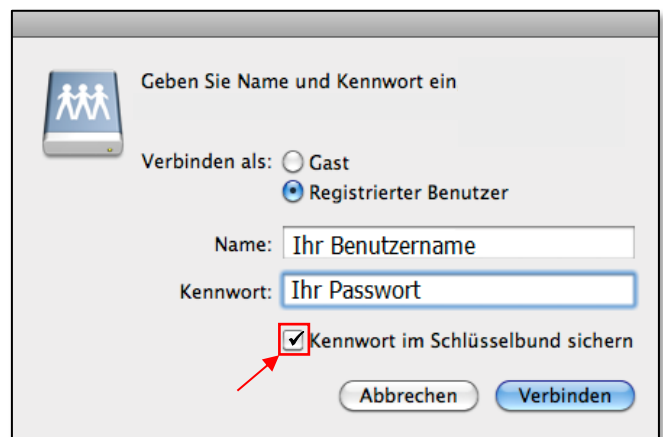 Geben Sie Name und Kennwort ein
Verbinden als: Gast
Registrierter Benutzer
Name: Ihr Benutzername
Kennwort: Ihr Passwort
Kennwort im Schlüsselbund sichern
Abbrechen Verbinden